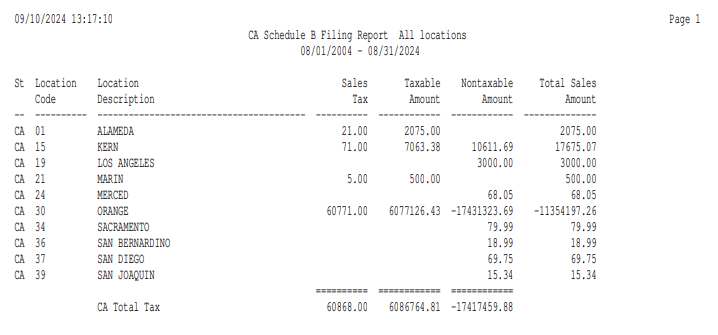 09/10/2024 13:17:10 Page 1
CA Schedule B Filing Report All locations
08/01/2004 - 08/31/2024
St Location Location Sales Taxable Nontaxable Total Sales
Code Description Tax Amount Amount Amount
-- ---------- ---------------------------------------- ---------- ------------ ------------ --------------
CA 01 ALAMEDA 21.00 2075.00 2075.00
CA 15 KERN 71.00 7063.38 10611.69 17675.07
CA 19 LOS ANGELES 3000.00 3000.00
CA 21 MARIN 5.00 500.00 500.00
CA 24 MERCED 68.05 68.05
CA 30 ORANGE 60771.00 6077126.43 -17431323.69 -11354197.26
CA 34 SACRAMENTO 79.99 79.99
CA 36 SAN BERNARDINO 18.99 18.99
CA 37 SAN DIEGO 69.75 69.75
CA 39 SAN JOAQUIN 15.34 15.34
========== ============ ============
CA Total Tax 60868.00 6086764.81 -17417459.88